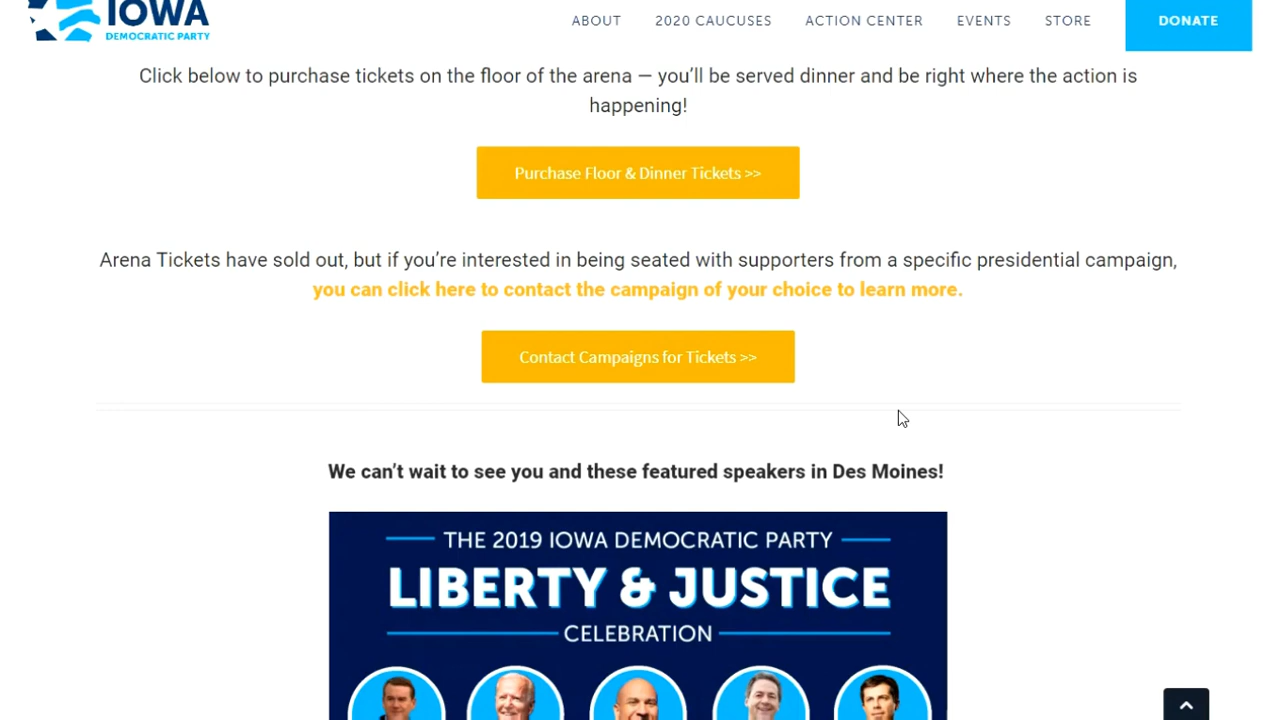 IOWA
DEMOCRATIC PARTY
ABOUT
2020 CAUCUSES
ACTION CENTER
EVENTS
STORE
DONATE
Click below to purchase tickets on the floor of the arena — you’ll be served dinner and be right where the action is
happening!
Purchase Floor & Dinner Tickets >>
Arena Tickets have sold out, but if you’re interested in being seated with supporters from a specific presidential campaign,
you can click here to contact the campaign of your choice to learn more.
Contact Campaigns for Tickets >>
We can’t wait to see you and these featured speakers in Des Moines!
THE 2019 IOWA DEMOCRATIC PARTY
LIBERTY & JUSTICE
CELEBRATION